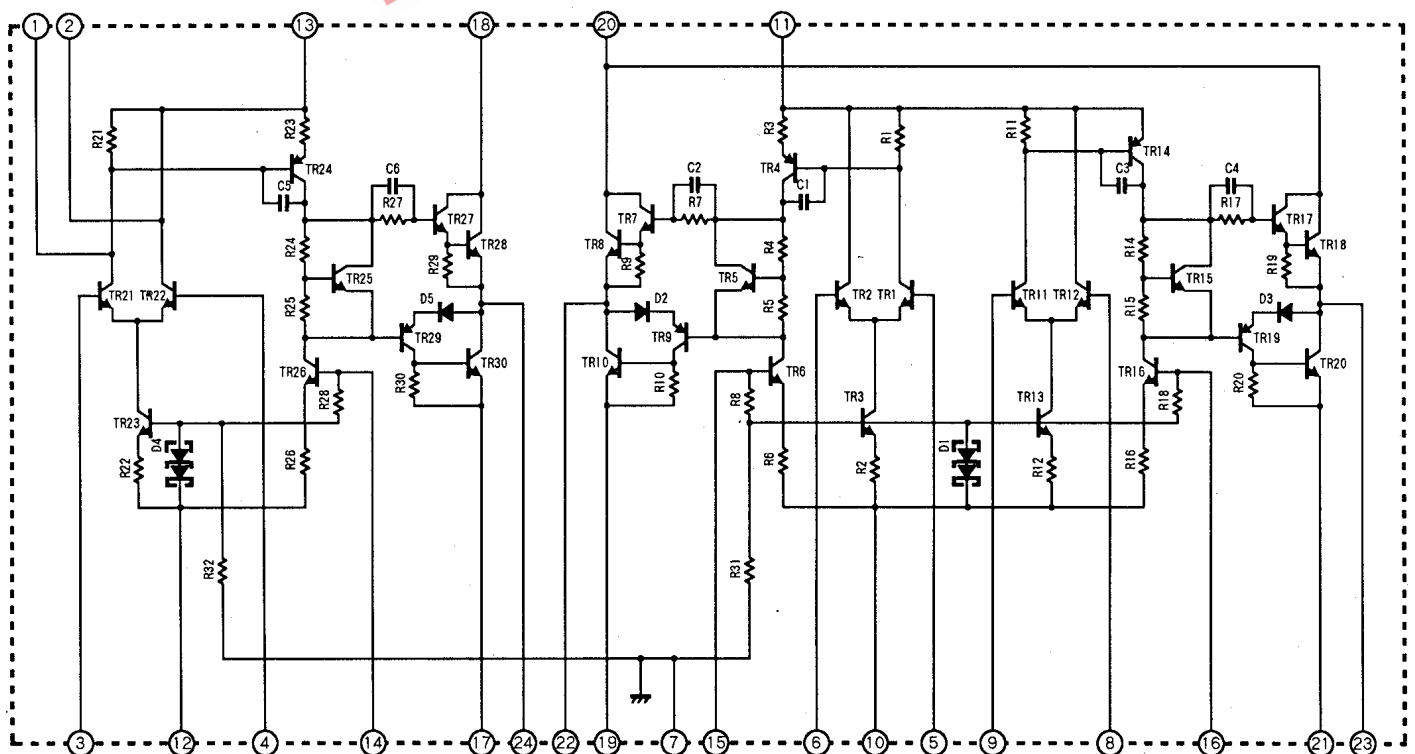 1 2 13 18 20 11
R21 R23 R3 R1 R11
TR24 TR4 TR14
C6 C2 C4
C5 C1 C3
R27 TR27 TR7 R7 R17 TR17
TR28 TR8 TR18
R24 R29 R9 R4 R14 R19
TR25 TR5 TR15
TR21 TR22 R25 D5 D2 R5 TR2 TR1 TR11 TR12 R15 D3
TR29 TR9 TR19
TR26 TR30 TR10 TR6 TR16 TR20
R28 R30 R10 R8 R18 R20
TR23 TR3 TR13
D4 D1
R22 R26 R6 R2 R12 R16
R32 R31
3 12 4 14 17 24 22 19 7 15 6 10 5 9 8 16 21 23